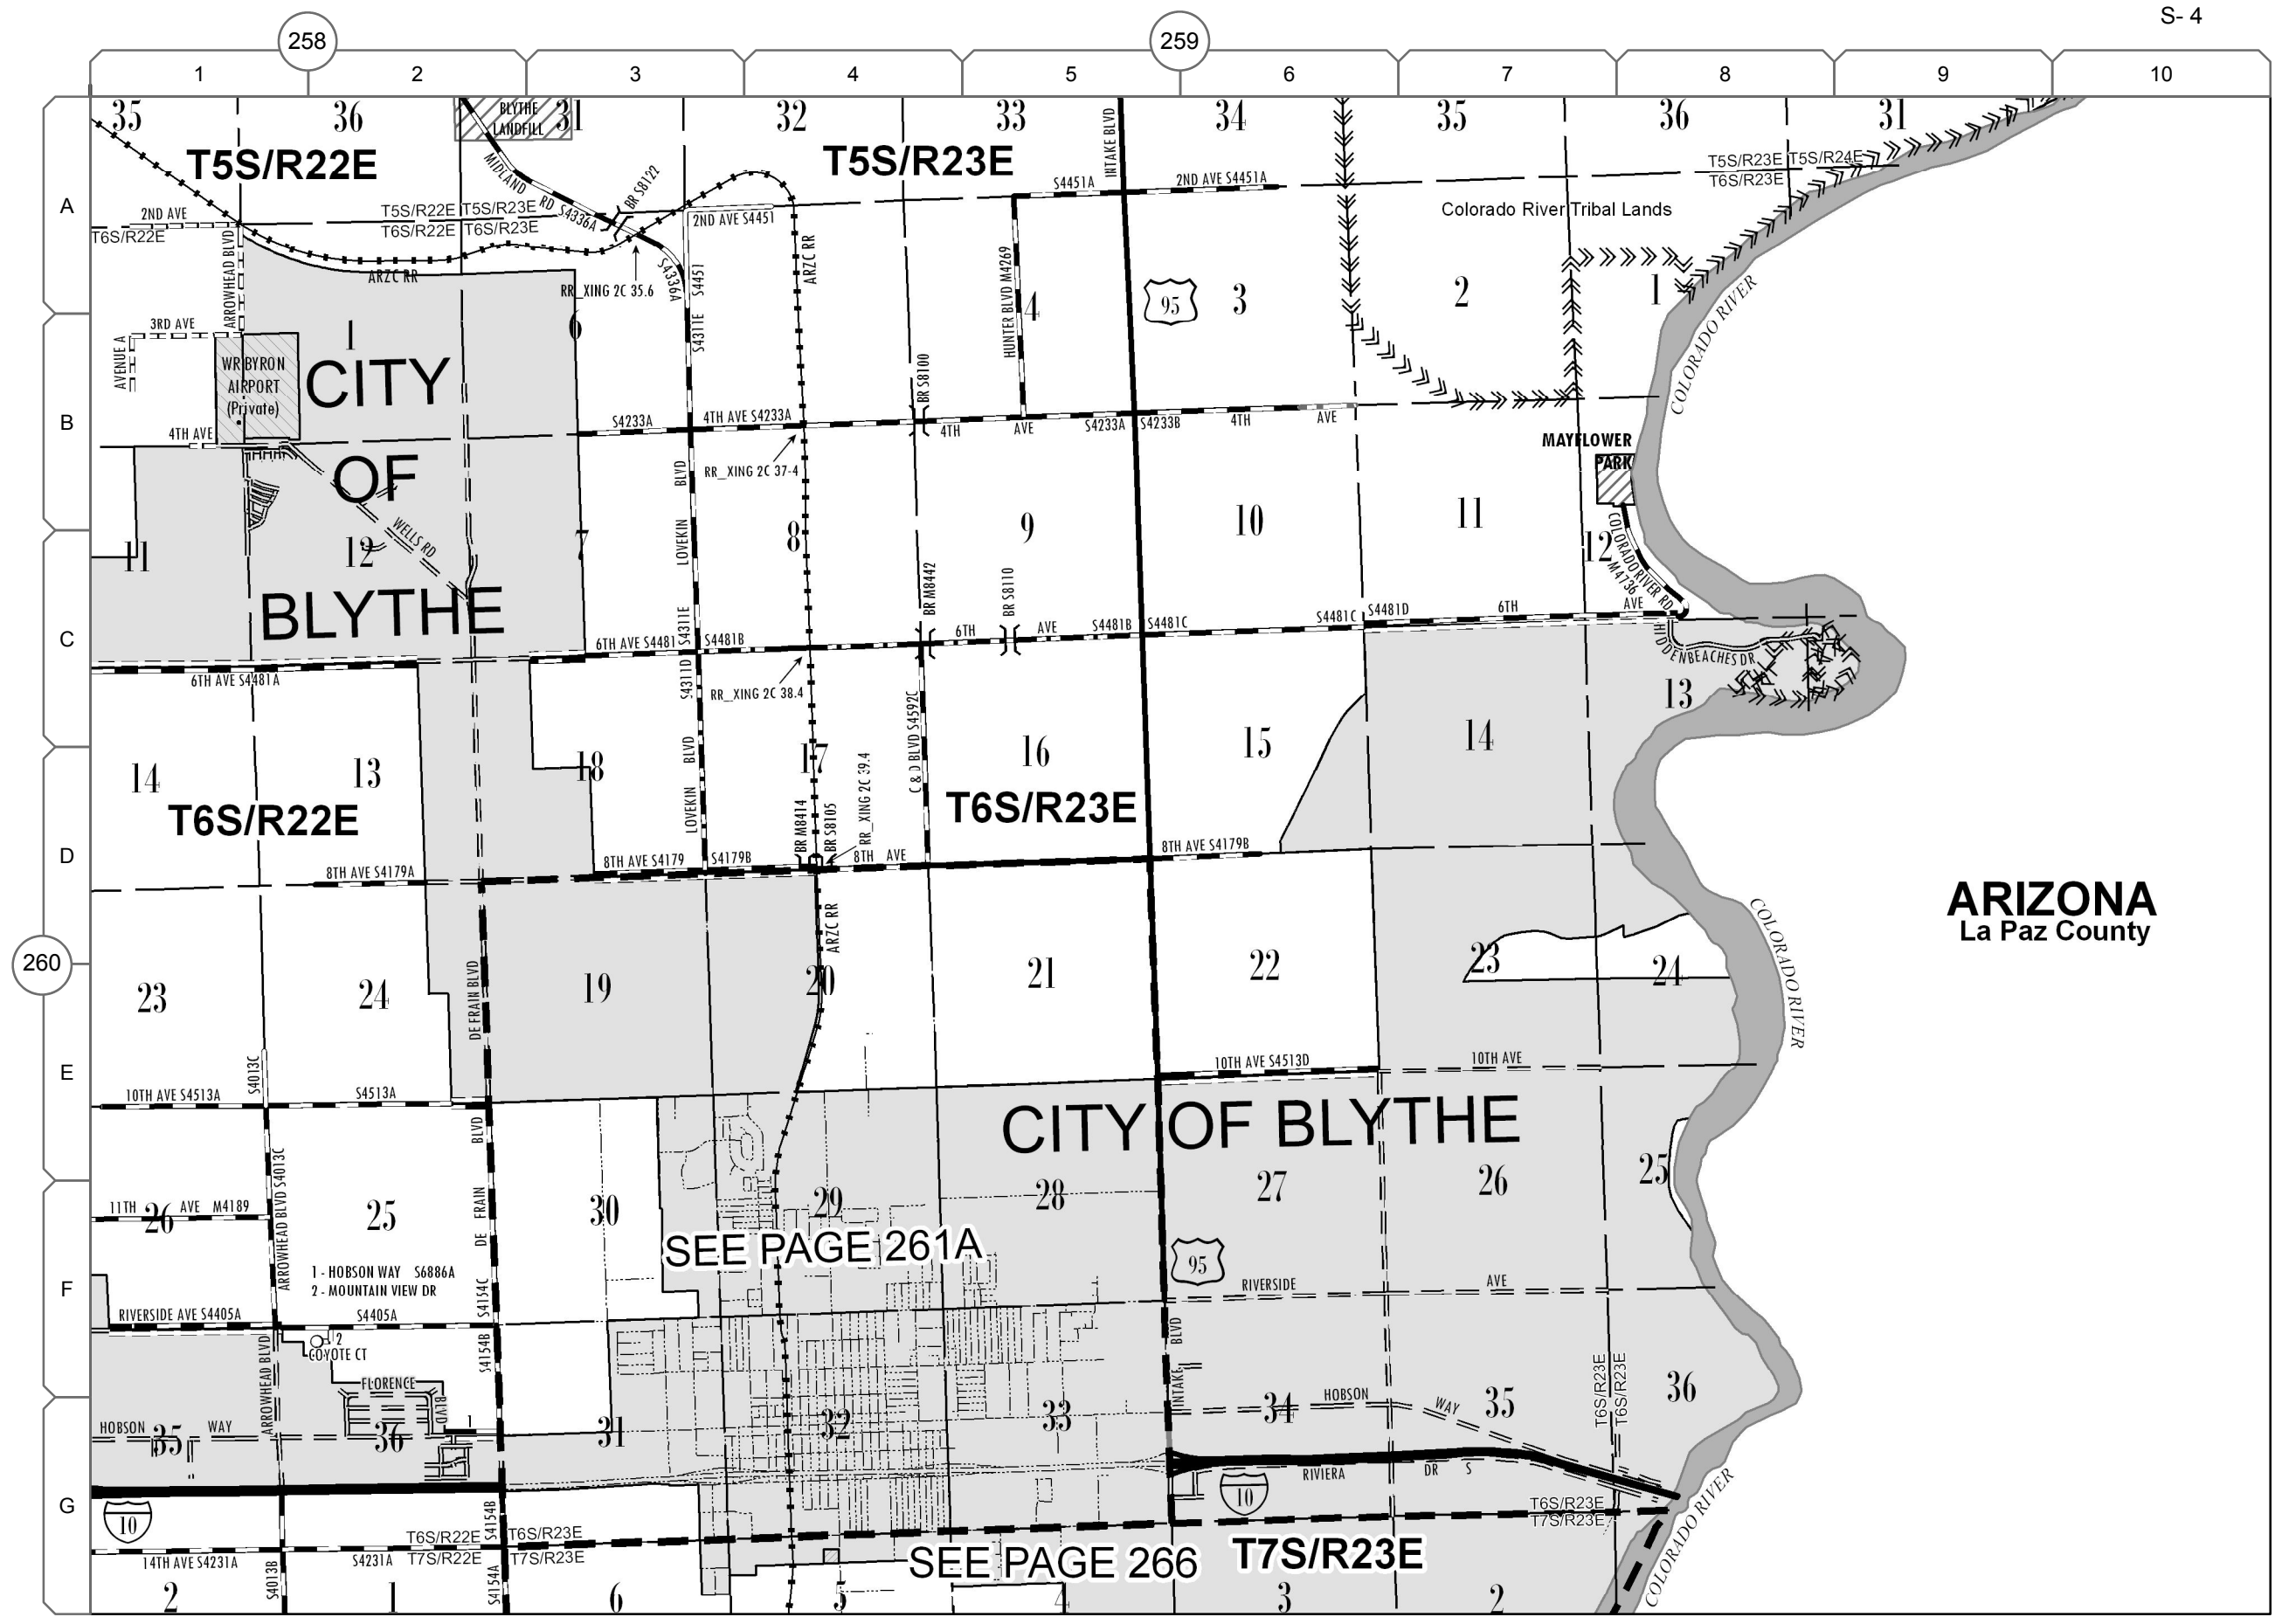 S- 4
258
259
1 2 3 4 5 6 7 8 9 10
35
36
BLYTHE
LANDFILL
31
32
33
INTAKE BLVD
34
35
36
31
T5S/R22E
T5S/R23E
MIDLAND RD S4336A
BR S8122
S4451A
2ND AVE S4451A
T5S/R23E T5S/R24E
T6S/R23E
A
2ND AVE
T6S/R22E
T5S/R22E T5S/R23E
T6S/R22E T6S/R23E
2ND AVE S4451
Colorado River Tribal Lands
ARROWHEAD BLVD
ARZC RR
RR_XING 2C 35.6
S4336A
S4451
ARZC RR
HUNTER BLVD M4269
4
95
3
2
1
COLORADO RIVER
3RD AVE
AVENUE A
WR BYRON
AIRPORT
(Private)
1
6
S4311E
CITY
BR S8100
B
4TH AVE
S4233A
4TH AVE S4233A
4TH
AVE
S4233A
S4233B
4TH
AVE
MAYFLOWER
PARK
OF
RR_XING 2C 37-4
BLVD
WELLS RD
LOVEKIN
11
12
7
8
9
10
11
12
COLORADO RIVER RD
M4736
BLYTHE
BR M8442
BR S8110
S4311E
C
6TH AVE S4481A
6TH AVE S4481
S4481B
6TH
AVE
S4481B
S4481C
S4481C
S4481D
6TH
AVE
HIDDEN BEACHES DR
S4311D
RR_XING 2C 38.4
C & D BLVD S4592C
13
14
13
18
BLVD
17
16
15
14
T6S/R22E
T6S/R23E
LOVEKIN
BR M8414
BR S8105
RR_XING 2C 39.4
D
8TH AVE S4179A
8TH AVE S4179
S4179B
8TH
AVE
8TH AVE S4179B
ARIZONA
La Paz County
ARZC RR
COLORADO RIVER
260
23
24
DE FRAIN BLVD
19
20
21
22
23
24
E
10TH AVE S4513A
S4013C
S4513A
10TH AVE S4513D
10TH AVE
BLVD
CITY OF BLYTHE
11TH
26
AVE M4189
ARROWHEAD BLVD S4013C
25
DE FRAIN
30
29
28
27
26
25
SEE PAGE 261A
F
1 - HOBSON WAY S6886A
2 - MOUNTAIN VIEW DR
S4154C
95
RIVERSIDE
AVE
RIVERSIDE AVE S4405A
S4405A
2
COYOTE CT
S4154B
BLVD
ARROWHEAD BLVD
FLORENCE
BLVD
INTAKE
T6S/R23E
T6S/R23E
36
HOBSON
35
WAY
36
1
31
32
33
34
HOBSON
WAY
35
G
10
RIVIERA
DR
S
10
T6S/R22E
T7S/R22E
S4154B
T6S/R23E
T7S/R23E
T6S/R23E
T7S/R23E
14TH AVE S4231A
S4231A
S4013B
S4154A
SEE PAGE 266
T7S/R23E
COLORADO RIVER
2
1
6
5
4
3
2